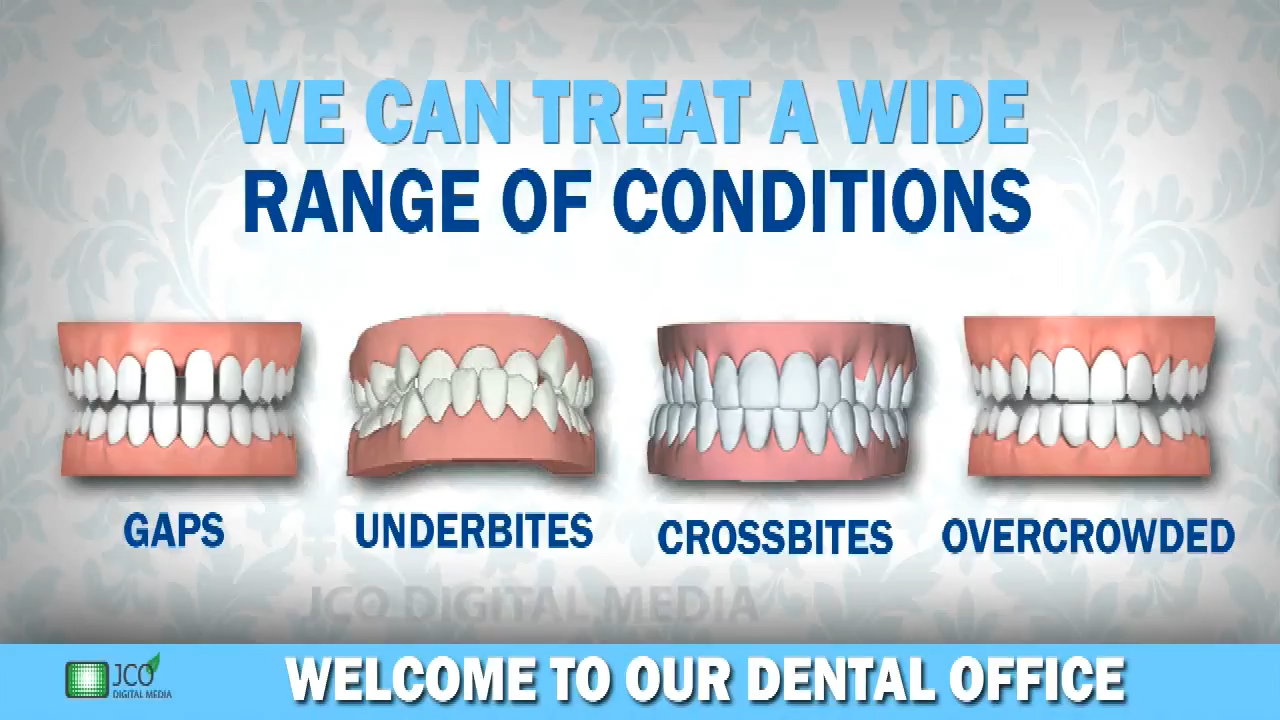 WE CAN TREAT A WIDE
RANGE OF CONDITIONS
GAPS
UNDERBITES
CROSSBITES
OVERCROWDED
JCO DIGITAL MEDIA
JCO
DIGITAL MEDIA
WELCOME TO OUR DENTAL OFFICE